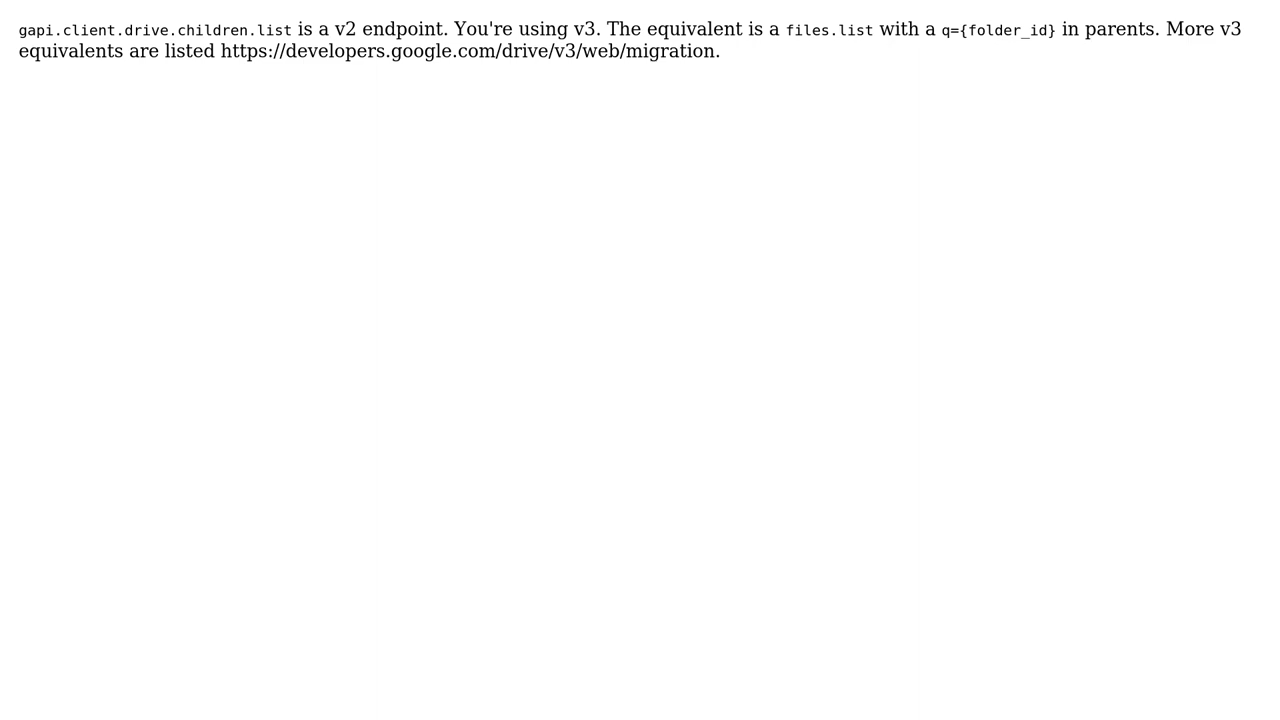 gapi.client.drive.children.list is a v2 endpoint. You're using v3. The equivalent is a files.list with a q={folder_id} in parents. More v3
equivalents are listed https://developers.google.com/drive/v3/web/migration.